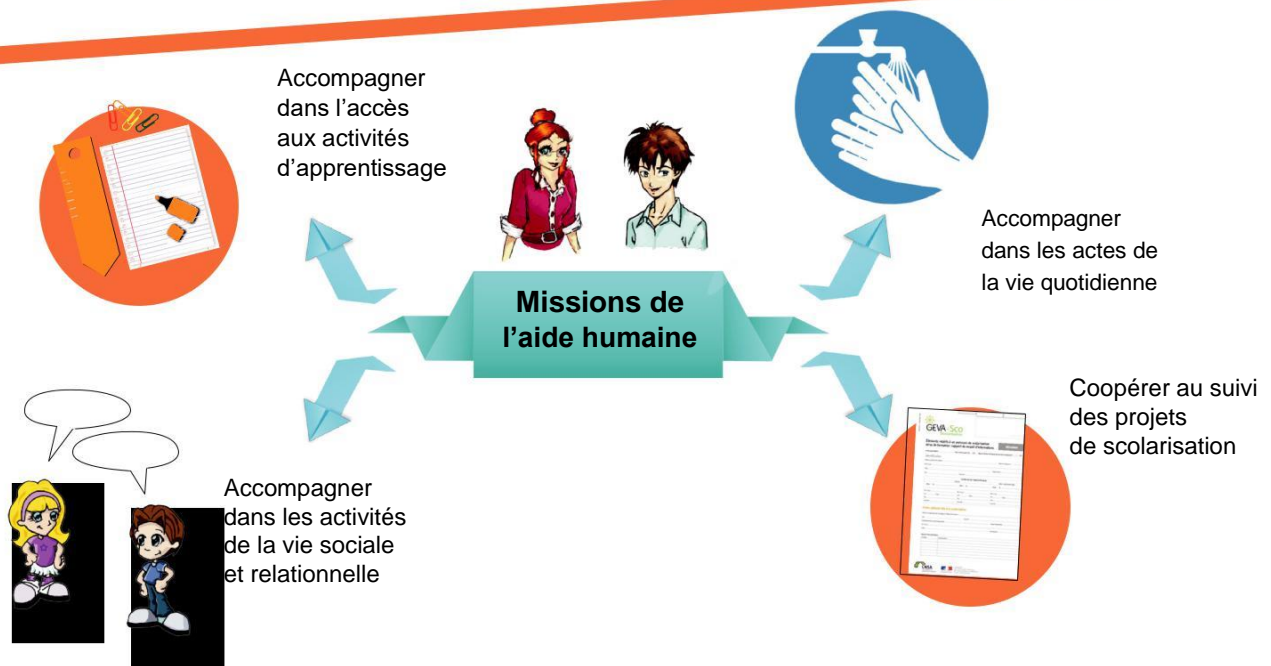 Accompagner
dans l’accès
aux activités
d’apprentissage
Missions de
l’aide humaine
Accompagner
dans les actes de
la vie quotidienne
Accompagner
dans les activités
de la vie sociale
et relationnelle
Coopérer au suivi
des projets
de scolarisation
GEVA-Sco